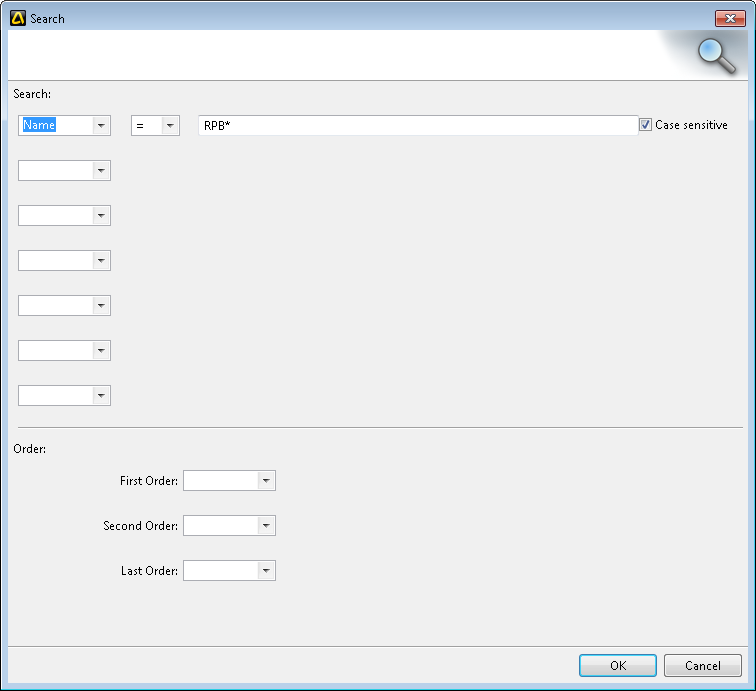 Search
Search:
Name = RPB* Case sensitive
Order:
First Order:
Second Order:
Last Order:
OK Cancel